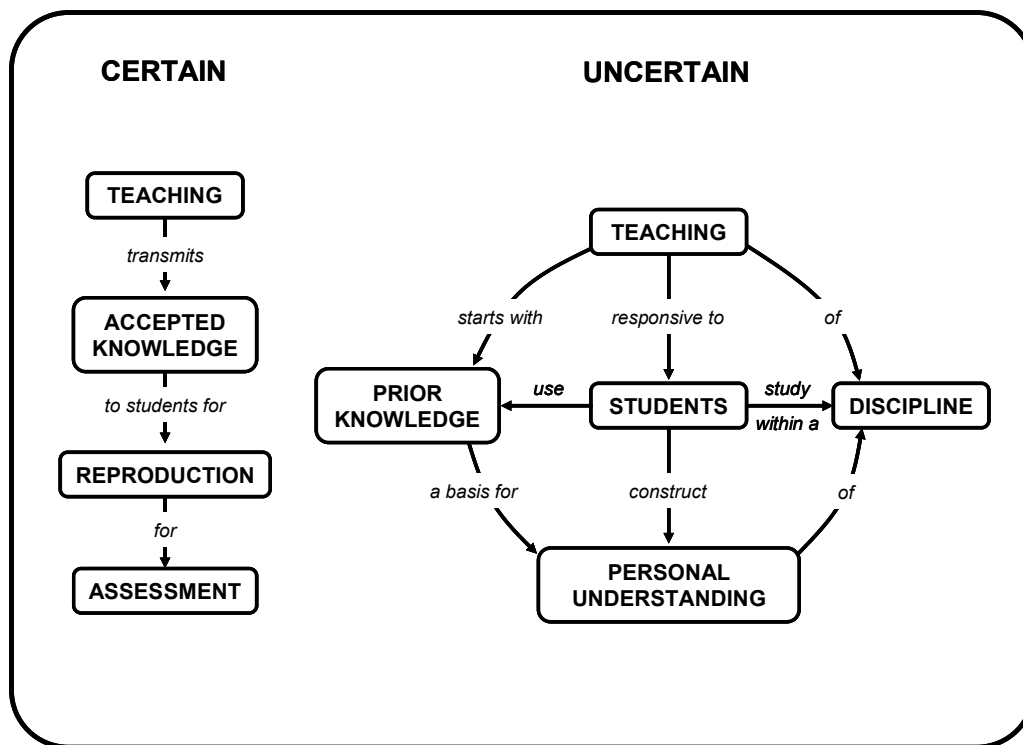 CERTAIN
TEACHING
transmits
ACCEPTED
KNOWLEDGE
to students for
REPRODUCTION
for
ASSESSMENT
UNCERTAIN
TEACHING
starts with
responsive to
of
PRIOR
KNOWLEDGE
use
STUDENTS
study
within a
DISCIPLINE
a basis for
construct
of
PERSONAL
UNDERSTANDING